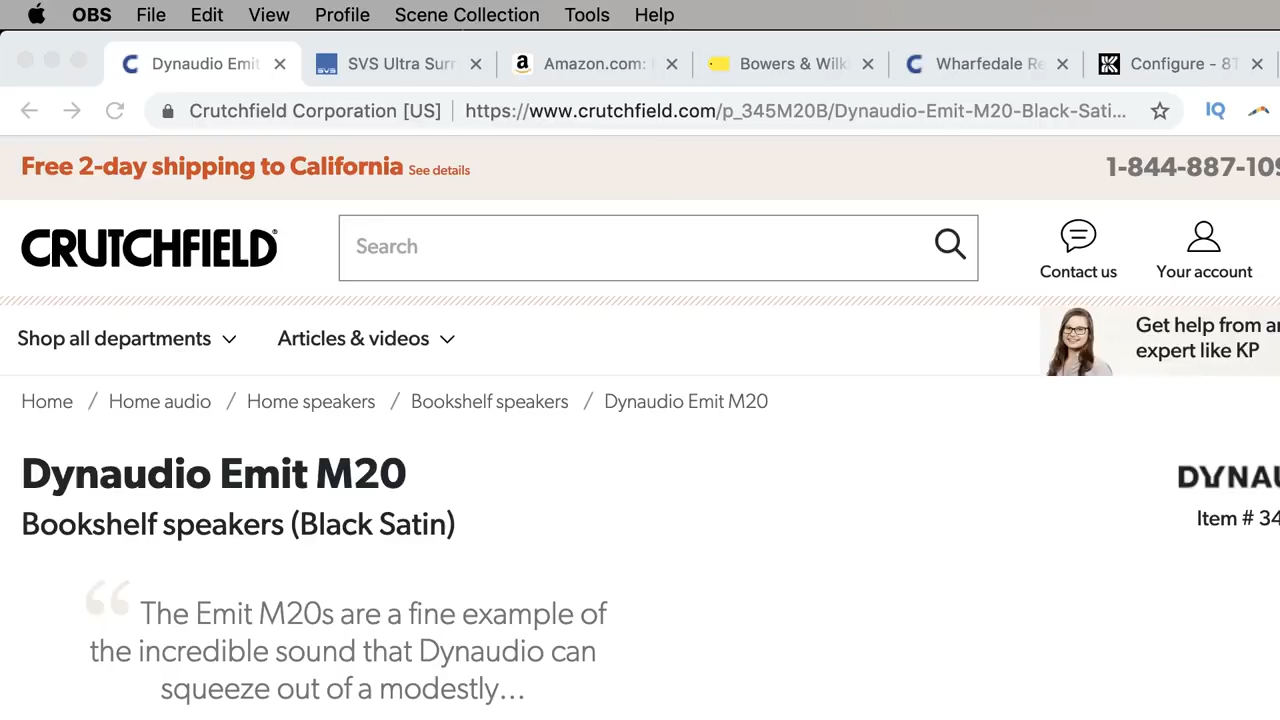 OBS File Edit View Profile Scene Collection Tools Help
Dynaudio Emit SVS Ultra Surr Amazon.com: Bowers & Wilk Wharfedale Re Configure - 8T
Crutchfield Corporation [US] https://www.crutchfield.com/p_345M20B/Dynaudio-Emit-M20-Black-Sati... IQ
Free 2-day shipping to California See details 1-844-887-109
CRUTCHFIELD
Search
Contact us Your account
Shop all departments Articles & videos
Get help from an
expert like KP
Home / Home audio / Home speakers / Bookshelf speakers / Dynaudio Emit M20
Dynaudio Emit M20
DYNAU
Bookshelf speakers (Black Satin)
Item # 34
“ The Emit M20s are a fine example of
the incredible sound that Dynaudio can
squeeze out of a modestly...